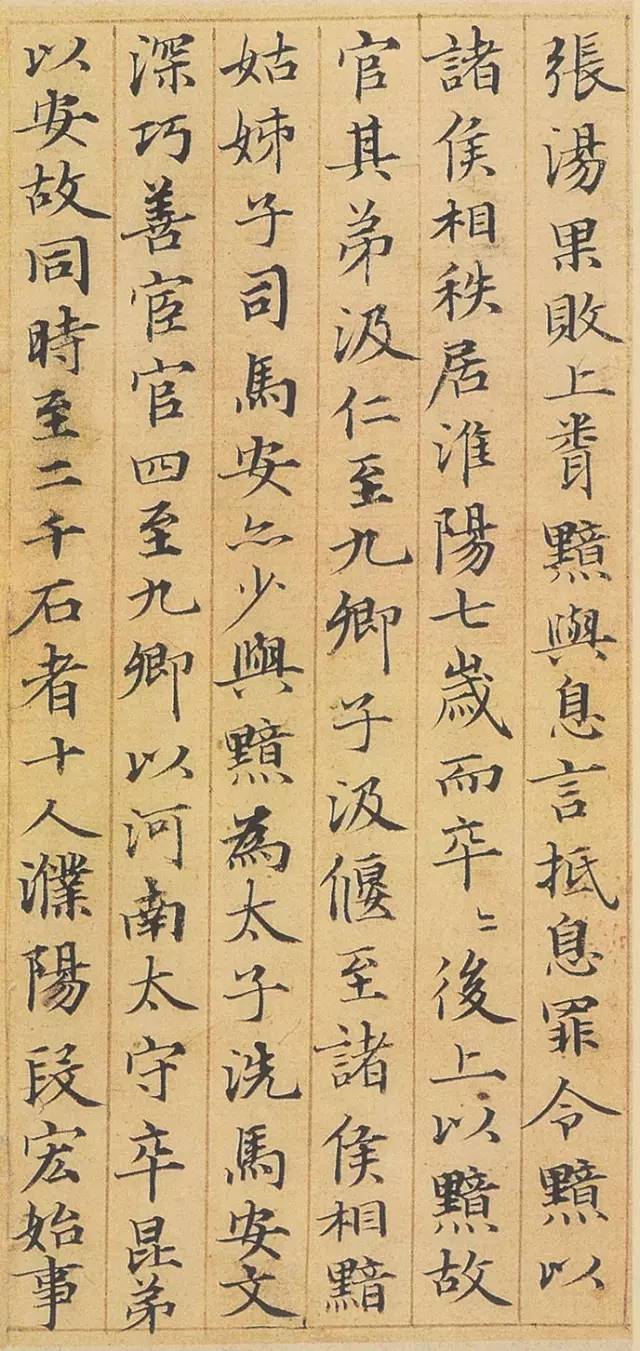 張湯果敗上聞黯與息言抵息罪令黯以
諸侯相秩居淮陽七歲而卒〻後上以黯故
官其弟汲仁至九卿子汲偃至諸侯相黯
姑姊子司馬安亦少與黯為太子洗馬安文
深巧善宦官四至九卿以河南太守卒昆弟
以安故同時至二千石者十人濮陽段宏始事